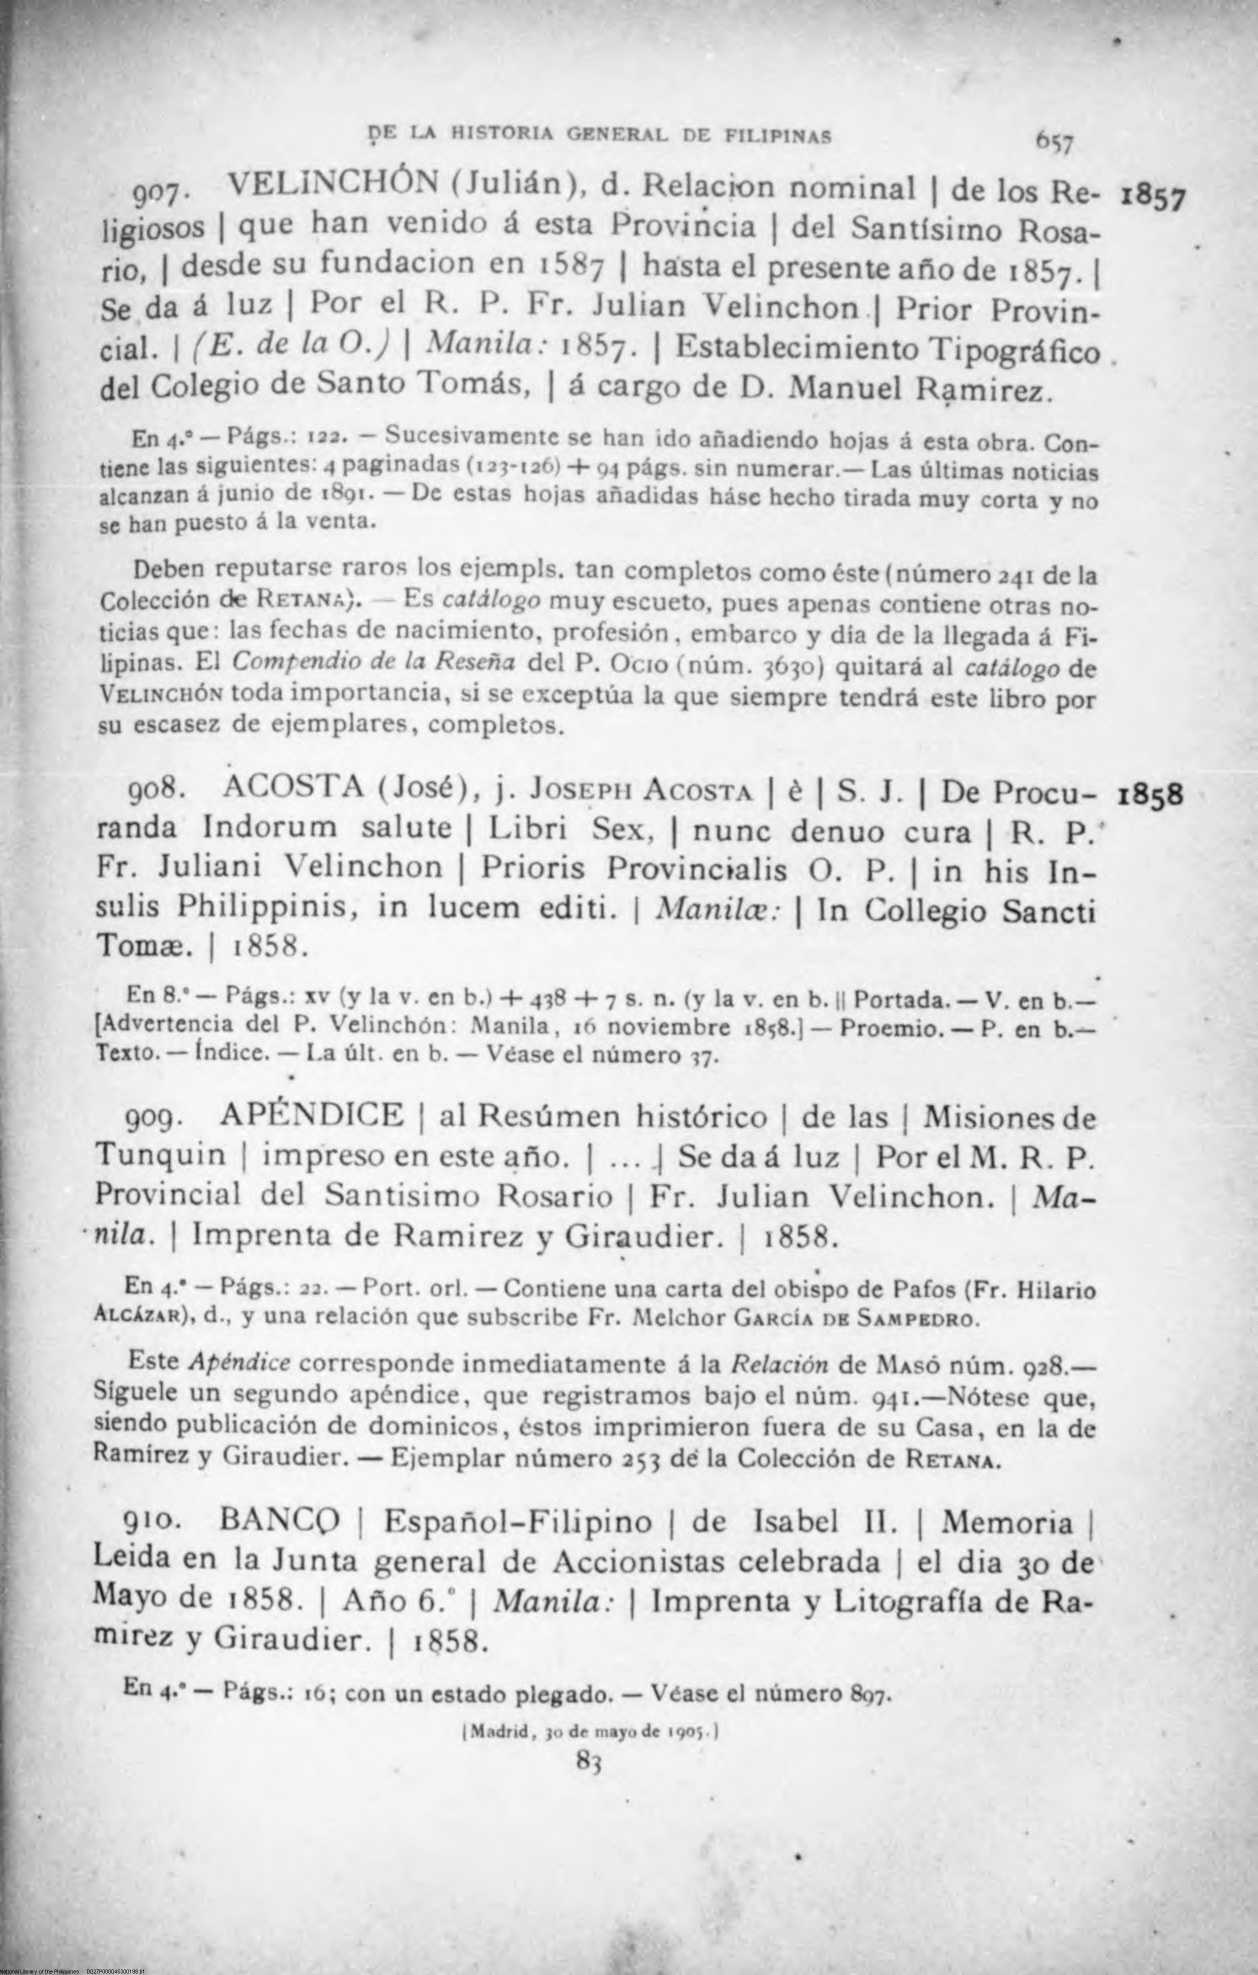 DE LA HISTORIA GENERAL DE FILIPINAS 657
907. VELINCHÓN (Julián), d. Relacion nominal | de los Re- 1857
ligiosos | que han venido á esta Provincia | del Santísimo Rosa-
rio, | desde su fundacion en 1587 | hasta el presente año de 1857. |
Se da á luz | Por el R. P. Fr. Julian Velinchon | Prior Provin-
cial. | (E. de la O.) | Manila: 1857. | Establecimiento Tipográfico
del Colegio de Santo Tomás, | á cargo de D. Manuel Ramirez.
En 4.º — Págs.: 122. — Sucesivamente se han ido añadiendo hojas á esta obra. Con-
tiene las siguientes: 4 paginadas (123-126) + 94 págs. sin numerar.— Las últimas noticias
alcanzan á junio de 1891. — De estas hojas añadidas háse hecho tirada muy corta y no
se han puesto á la venta.
Deben reputarse raros los ejempls. tan completos como éste (número 241 de la
Colección de RETANA). — Es catálogo muy escueto, pues apenas contiene otras no-
ticias que: las fechas de nacimiento, profesión, embarco y día de la llegada á Fi-
lipinas. El Compendio de la Reseña del P. OCIO (núm. 3630) quitará al catálogo de
VELINCHÓN toda importancia, si se exceptúa la que siempre tendrá este libro por
su escasez de ejemplares, completos.
908. ACOSTA (José), j. JOSEPH ACOSTA | è | S. J. | De Procu- 1858
randa Indorum salute | Libri Sex, | nunc denuo cura | R. P.
Fr. Juliani Velinchon | Prioris Provincialis O. P. | in his In-
sulis Philippinis, in lucem editi. | Manilæ: | In Collegio Sancti
Tomæ. | 1858.
En 8.º — Págs.: xv (y la v. en b.) + 438 + 7 s. n. (y la v. en b. || Portada. — V. en b.—
[Advertencia del P. Velinchón: Manila, 16 noviembre 1858.] — Proemio. — P. en b.—
Texto. — Índice. — La últ. en b. — Véase el número 37.
909. APÉNDICE | al Resúmen histórico | de las | Misiones de
Tunquin | impreso en este año. | ... | Se da á luz | Por el M. R. P.
Provincial del Santisimo Rosario | Fr. Julian Velinchon. | Ma-
nila. | Imprenta de Ramirez y Giraudier. | 1858.
En 4.º — Págs.: 22. — Port. orl. — Contiene una carta del obispo de Pafos (Fr. Hilario
ALCÁZAR), d., y una relación que subscribe Fr. Melchor GARCÍA DE SAMPEDRO.
Este Apéndice corresponde inmediatamente á la Relación de MASÓ núm. 928.—
Síguele un segundo apéndice, que registramos bajo el núm. 941.—Nótese que,
siendo publicación de dominicos, éstos imprimieron fuera de su Casa, en la de
Ramírez y Giraudier. — Ejemplar número 253 de la Colección de RETANA.
910. BANCO | Español-Filipino | de Isabel II. | Memoria |
Leida en la Junta general de Accionistas celebrada | el dia 30 de
Mayo de 1858. | Año 6.º | Manila: | Imprenta y Litografía de Ra-
mirez y Giraudier. | 1858.
En 4.º — Págs.: 16; con un estado plegado. — Véase el número 897.
[Madrid, 30 de mayo de 1905.]
83
National Library of the Philippines